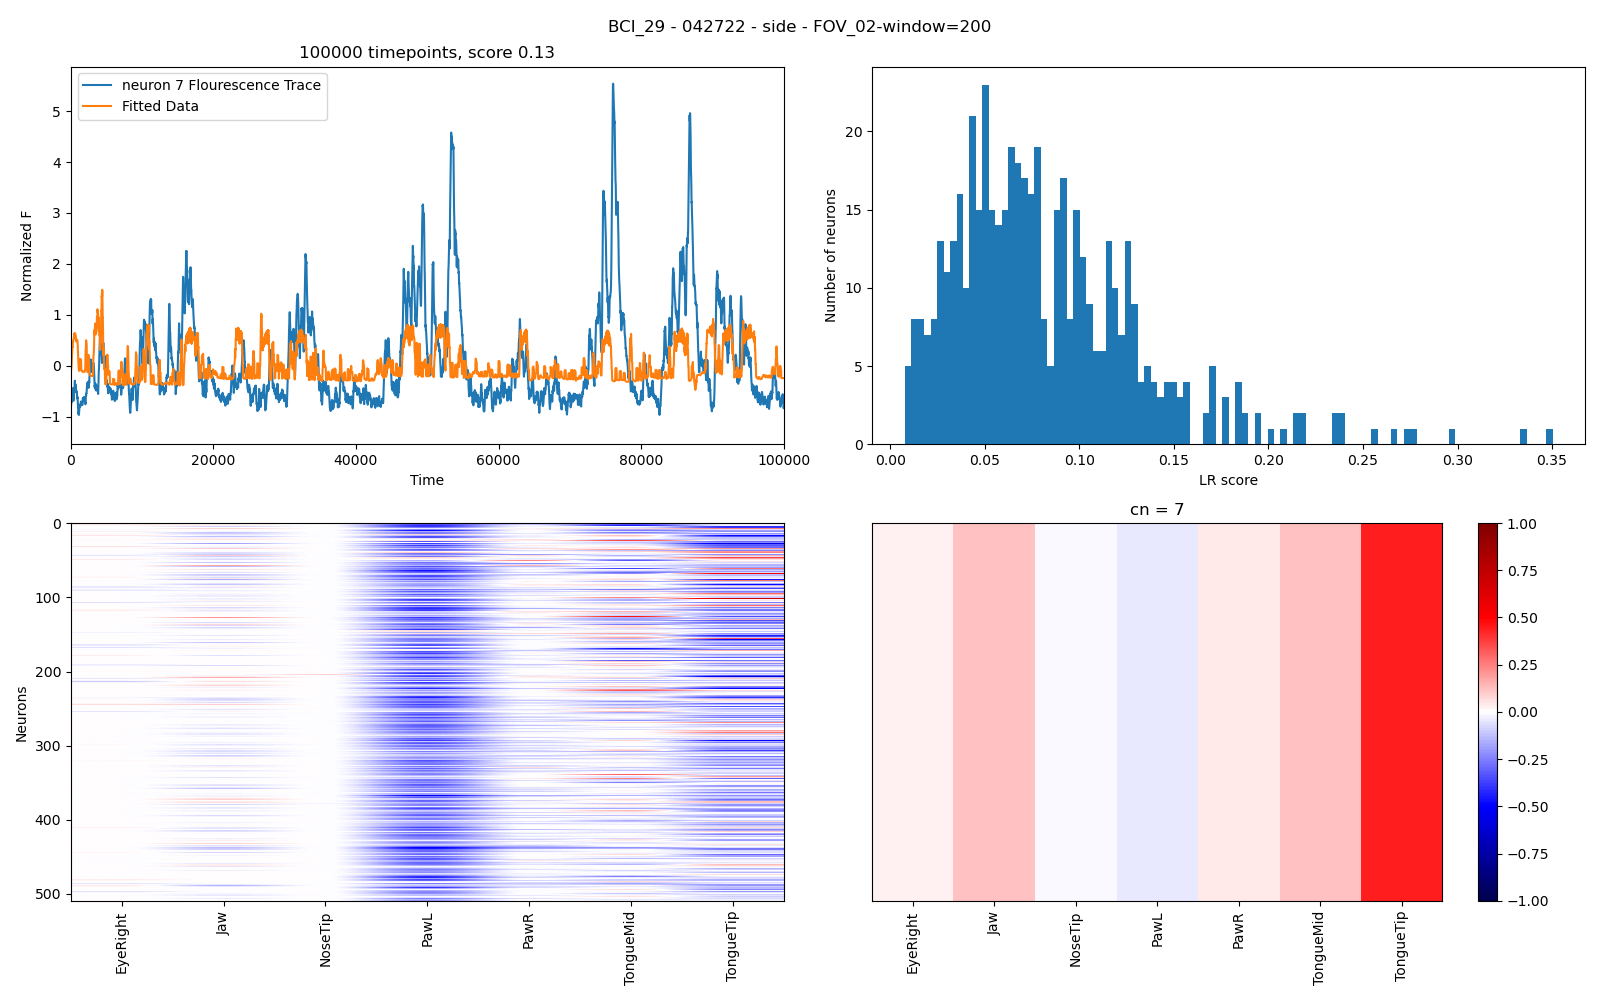 BCI_29 - 042722 - side - FOV_02-window=200
100000 timepoints, score 0.13
neuron 7 Flourescence Trace
Fitted Data
Normalized F
5
4
3
2
1
0
−1
0
20000
40000
60000
80000
100000
Time
Number of neurons
20
15
10
5
0
0.00
0.05
0.10
0.15
0.20
0.25
0.30
0.35
LR score
Neurons
0
100
200
300
400
500
EyeRight
Jaw
NoseTip
PawL
PawR
TongueMid
TongueTip
cn = 7
EyeRight
Jaw
NoseTip
PawL
PawR
TongueMid
TongueTip
1.00
0.75
0.50
0.25
0.00
−0.25
−0.50
−0.75
−1.00